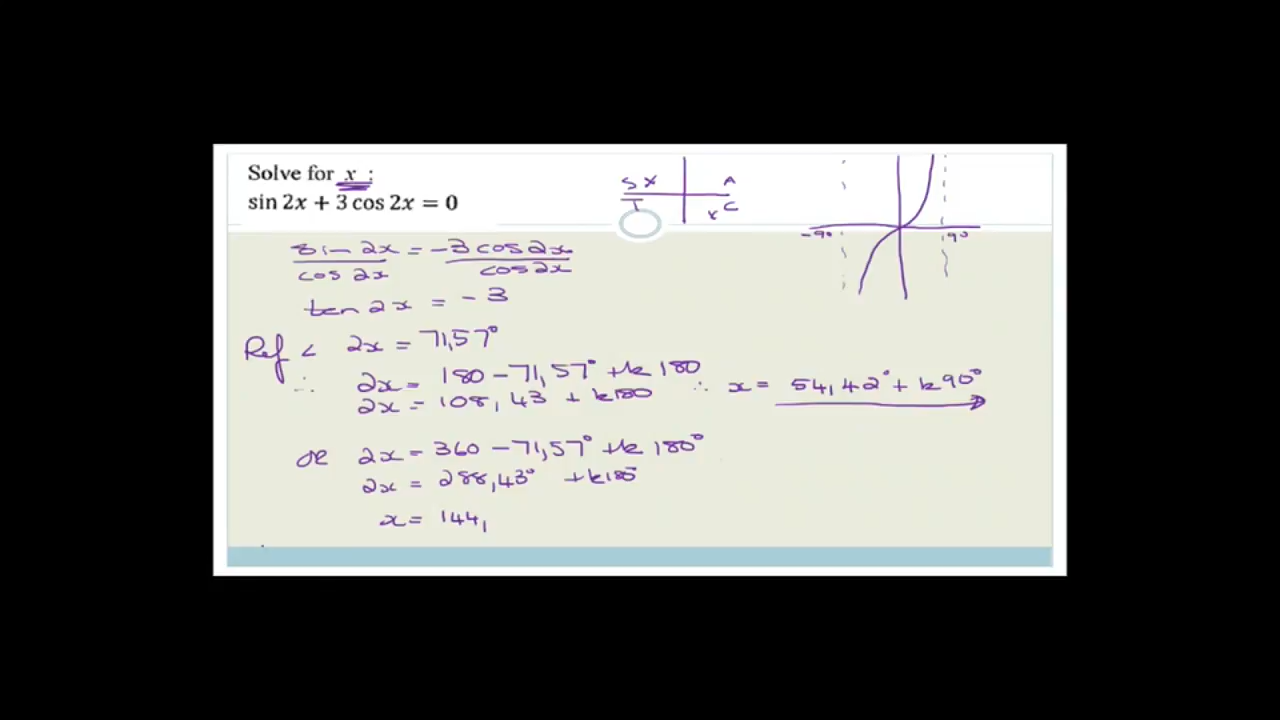 Solve for x :
sin 2x + 3 cos 2x = 0
S x A
T x C
-90 90
sin 2x = -3 cos 2x
cos 2x cos 2x
tan 2x = -3
Ref < 2x = 71,57°
∴ 2x = 180 - 71,57° + k 180
2x = 108,43 + k180 ∴ x = 54,42° + k90°
or 2x = 360 - 71,57° + k 180°
2x = 288,43° + k180°
x = 144,